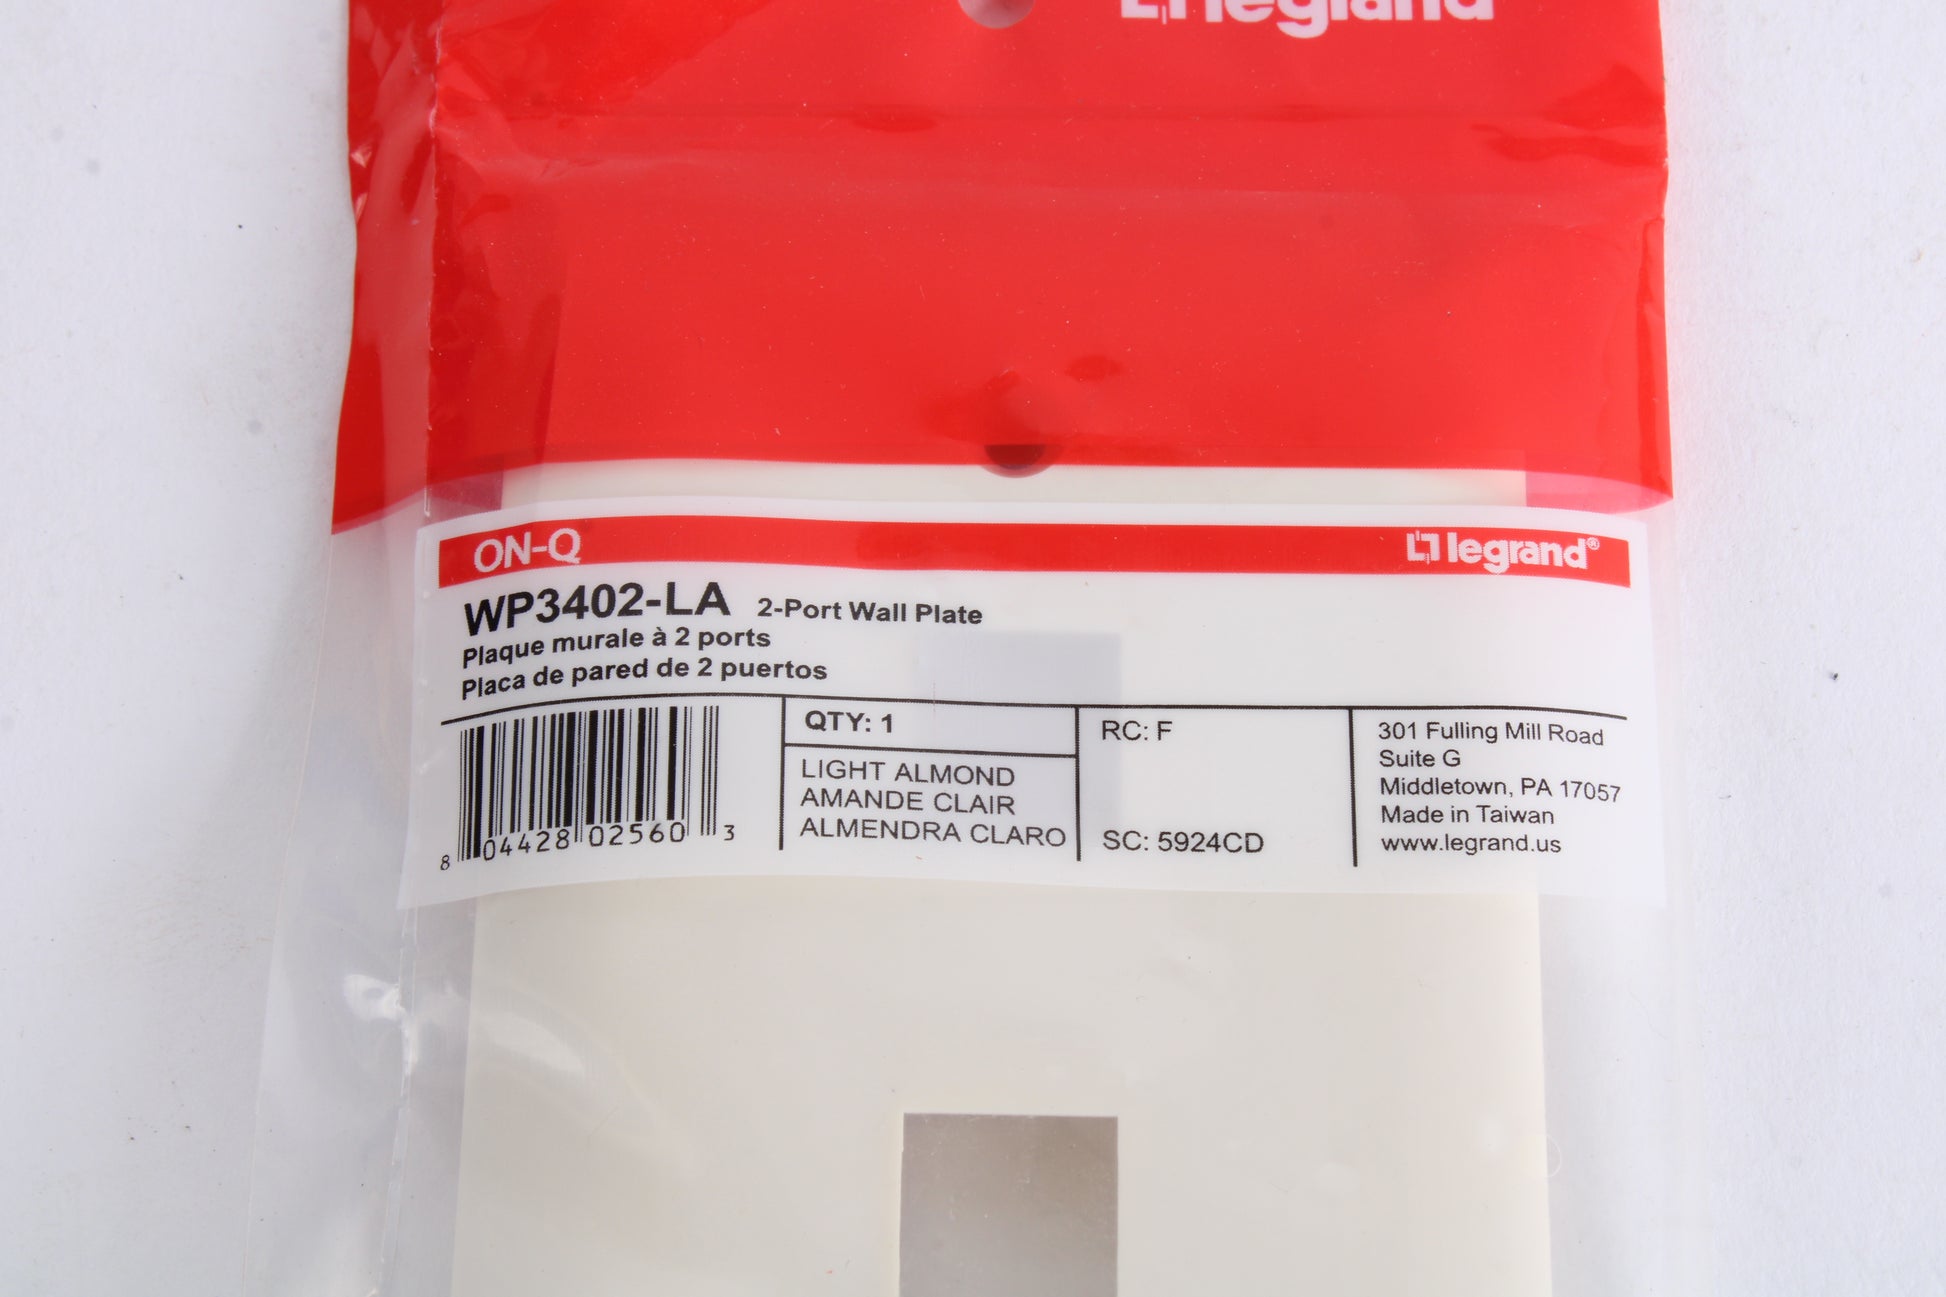 legrand
ON-Q legrand®
WP3402-LA 2-Port Wall Plate
Plaque murale à 2 ports
Placa de pared de 2 puertos
8 04428 02560 3
QTY: 1
LIGHT ALMOND
AMANDE CLAIR
ALMENDRA CLARO
RC: F
SC: 5924CD
301 Fulling Mill Road
Suite G
Middletown, PA 17057
Made in Taiwan
www.legrand.us